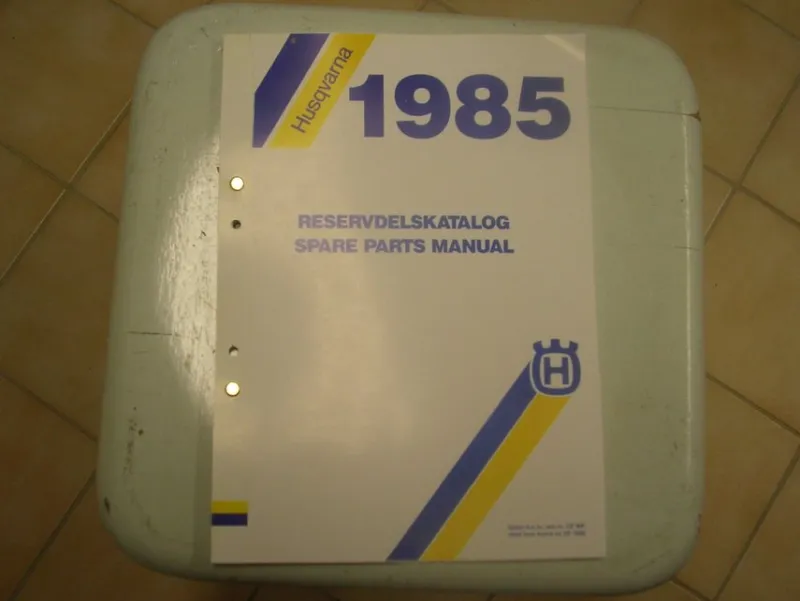 Husqvarna
1985
RESERVDELSKATALOG
SPARE PARTS MANUAL
H